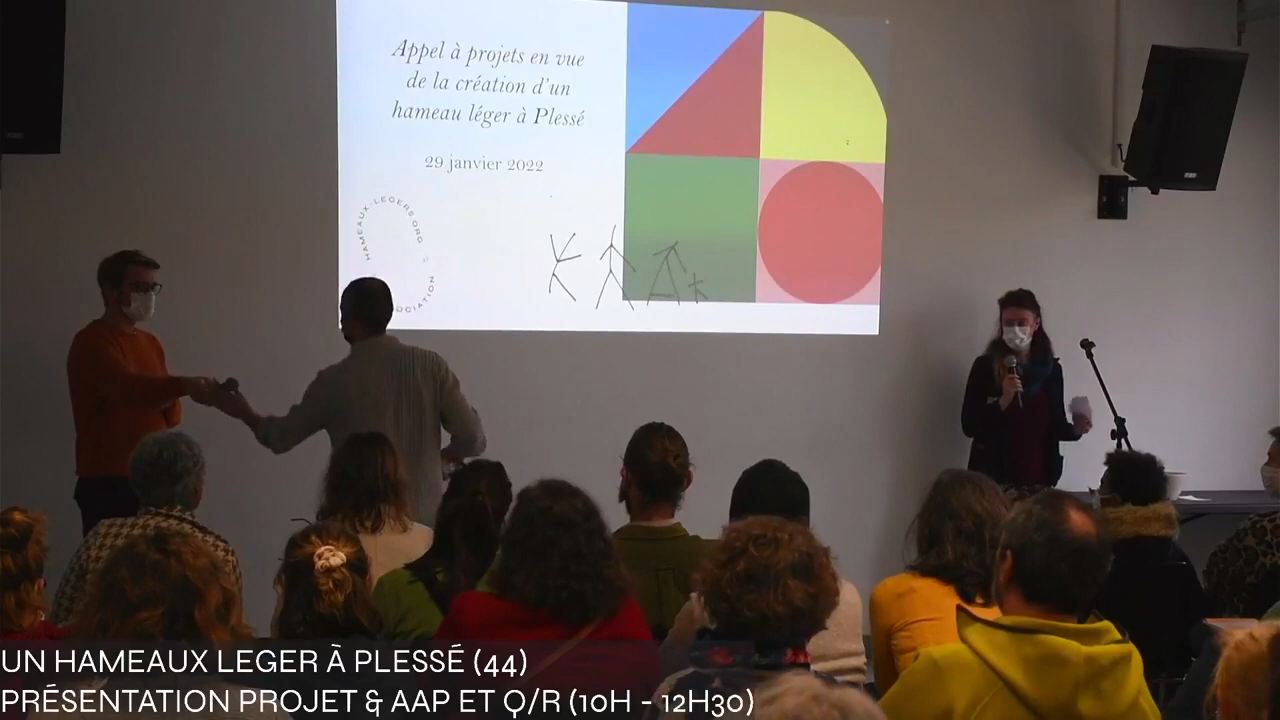 Appel à projets en vue
de la création d'un
hameau léger à Plessé
29 janvier 2022
HAMEAUX-LEGERS.ORG
UN HAMEAUX LEGER À PLESSÉ (44)
PRÉSENTATION PROJET & AAP ET Q/R (10H - 12H30)